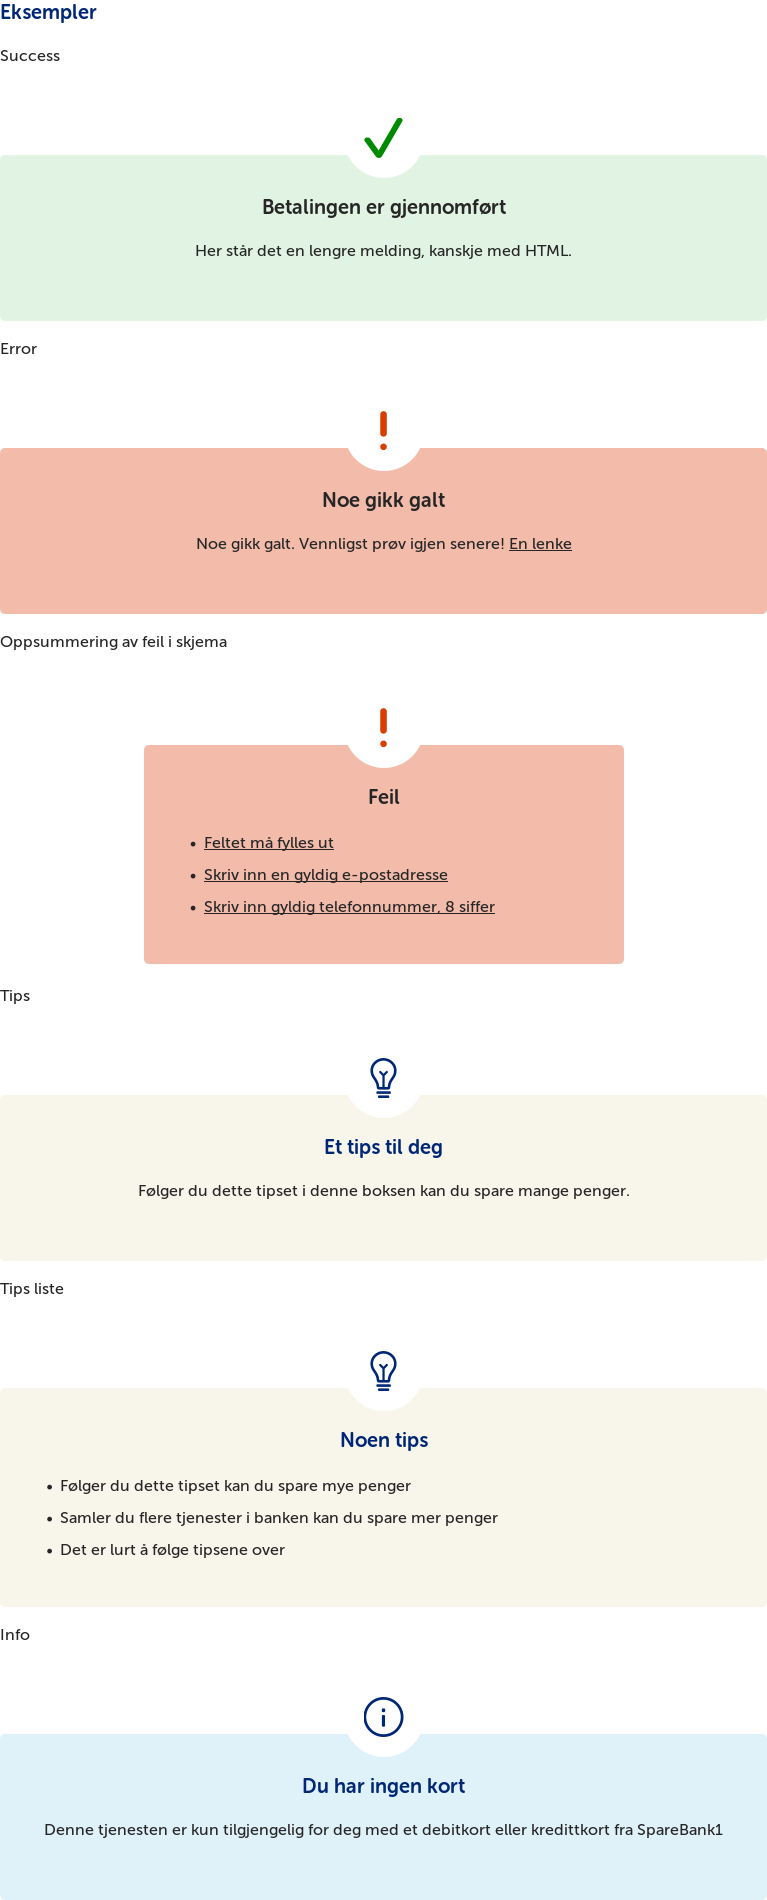 Eksempler
Success
Betalingen er gjennomført
Her står det en lengre melding, kanskje med HTML.
Error
Noe gikk galt
Noe gikk galt. Vennligst prøv igjen senere! En lenke
Oppsummering av feil i skjema
Feil
• Feltet må fylles ut
• Skriv inn en gyldig e-postadresse
• Skriv inn gyldig telefonnummer, 8 siffer
Tips
Et tips til deg
Følger du dette tipset i denne boksen kan du spare mange penger.
Tips liste
Noen tips
• Følger du dette tipset kan du spare mye penger
• Samler du flere tjenester i banken kan du spare mer penger
• Det er lurt å følge tipsene over
Info
Du har ingen kort
Denne tjenesten er kun tilgjengelig for deg med et debitkort eller kredittkort fra SpareBank1